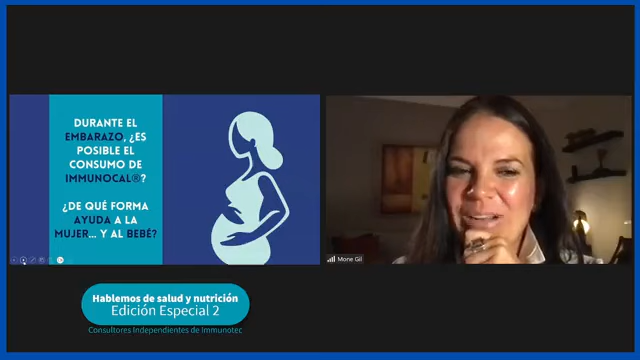 DURANTE EL
EMBARAZO, ¿ES
POSIBLE EL
CONSUMO DE
IMMUNOCAL®?
¿DE QUÉ FORMA
AYUDA A LA
MUJER... Y AL BEBÉ?
Mone Gil
Hablemos de salud y nutrición
Edición Especial 2
Consultores Independientes de Immunotec